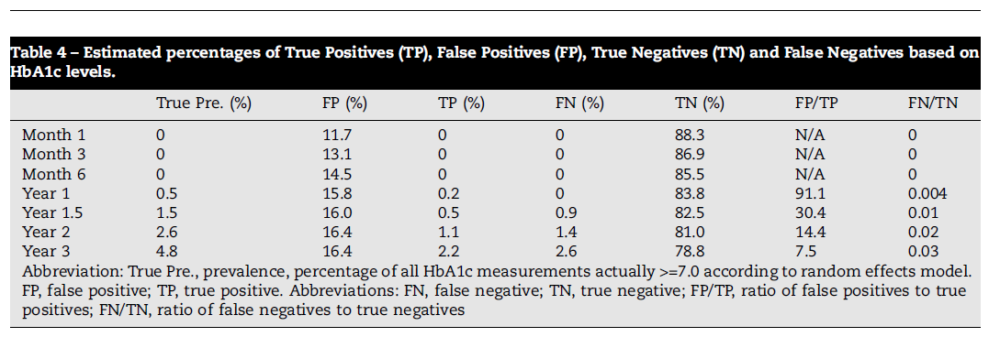 Table 4 – Estimated percentages of True Positives (TP), False Positives (FP), True Negatives (TN) and False Negatives based on
HbA1c levels.
True Pre. (%) FP (%) TP (%) FN (%) TN (%) FP/TP FN/TN
Month 1 0 11.7 0 0 88.3 N/A 0
Month 3 0 13.1 0 0 86.9 N/A 0
Month 6 0 14.5 0 0 85.5 N/A 0
Year 1 0.5 15.8 0.2 0 83.8 91.1 0.004
Year 1.5 1.5 16.0 0.5 0.9 82.5 30.4 0.01
Year 2 2.6 16.4 1.1 1.4 81.0 14.4 0.02
Year 3 4.8 16.4 2.2 2.6 78.8 7.5 0.03
Abbreviation: True Pre., prevalence, percentage of all HbA1c measurements actually >=7.0 according to random effects model.
FP, false positive; TP, true positive. Abbreviations: FN, false negative; TN, true negative; FP/TP, ratio of false positives to true
positives; FN/TN, ratio of false negatives to true negatives